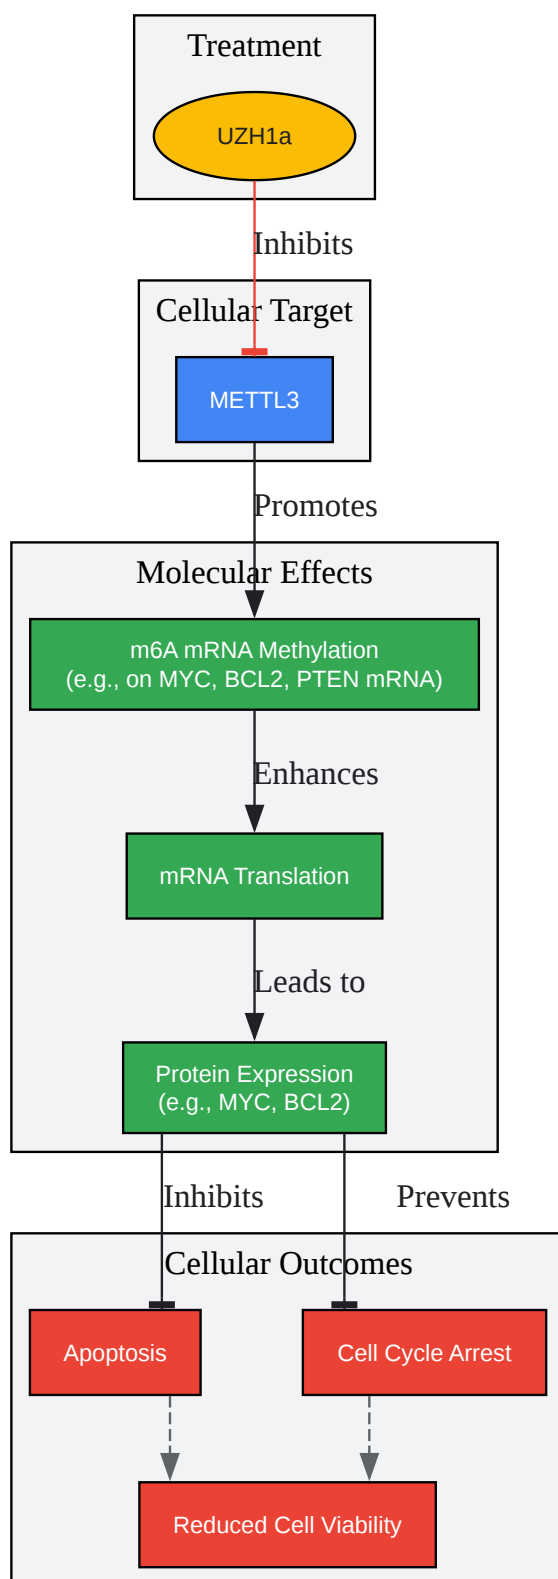 Treatment
UZH1a
Inhibits
Cellular Target
METTL3
Promotes
Molecular Effects
m6A mRNA Methylation
(e.g., on MYC, BCL2, PTEN mRNA)
Enhances
mRNA Translation
Leads to
Protein Expression
(e.g., MYC, BCL2)
Inhibits
Prevents
Cellular Outcomes
Apoptosis
Cell Cycle Arrest
Reduced Cell Viability